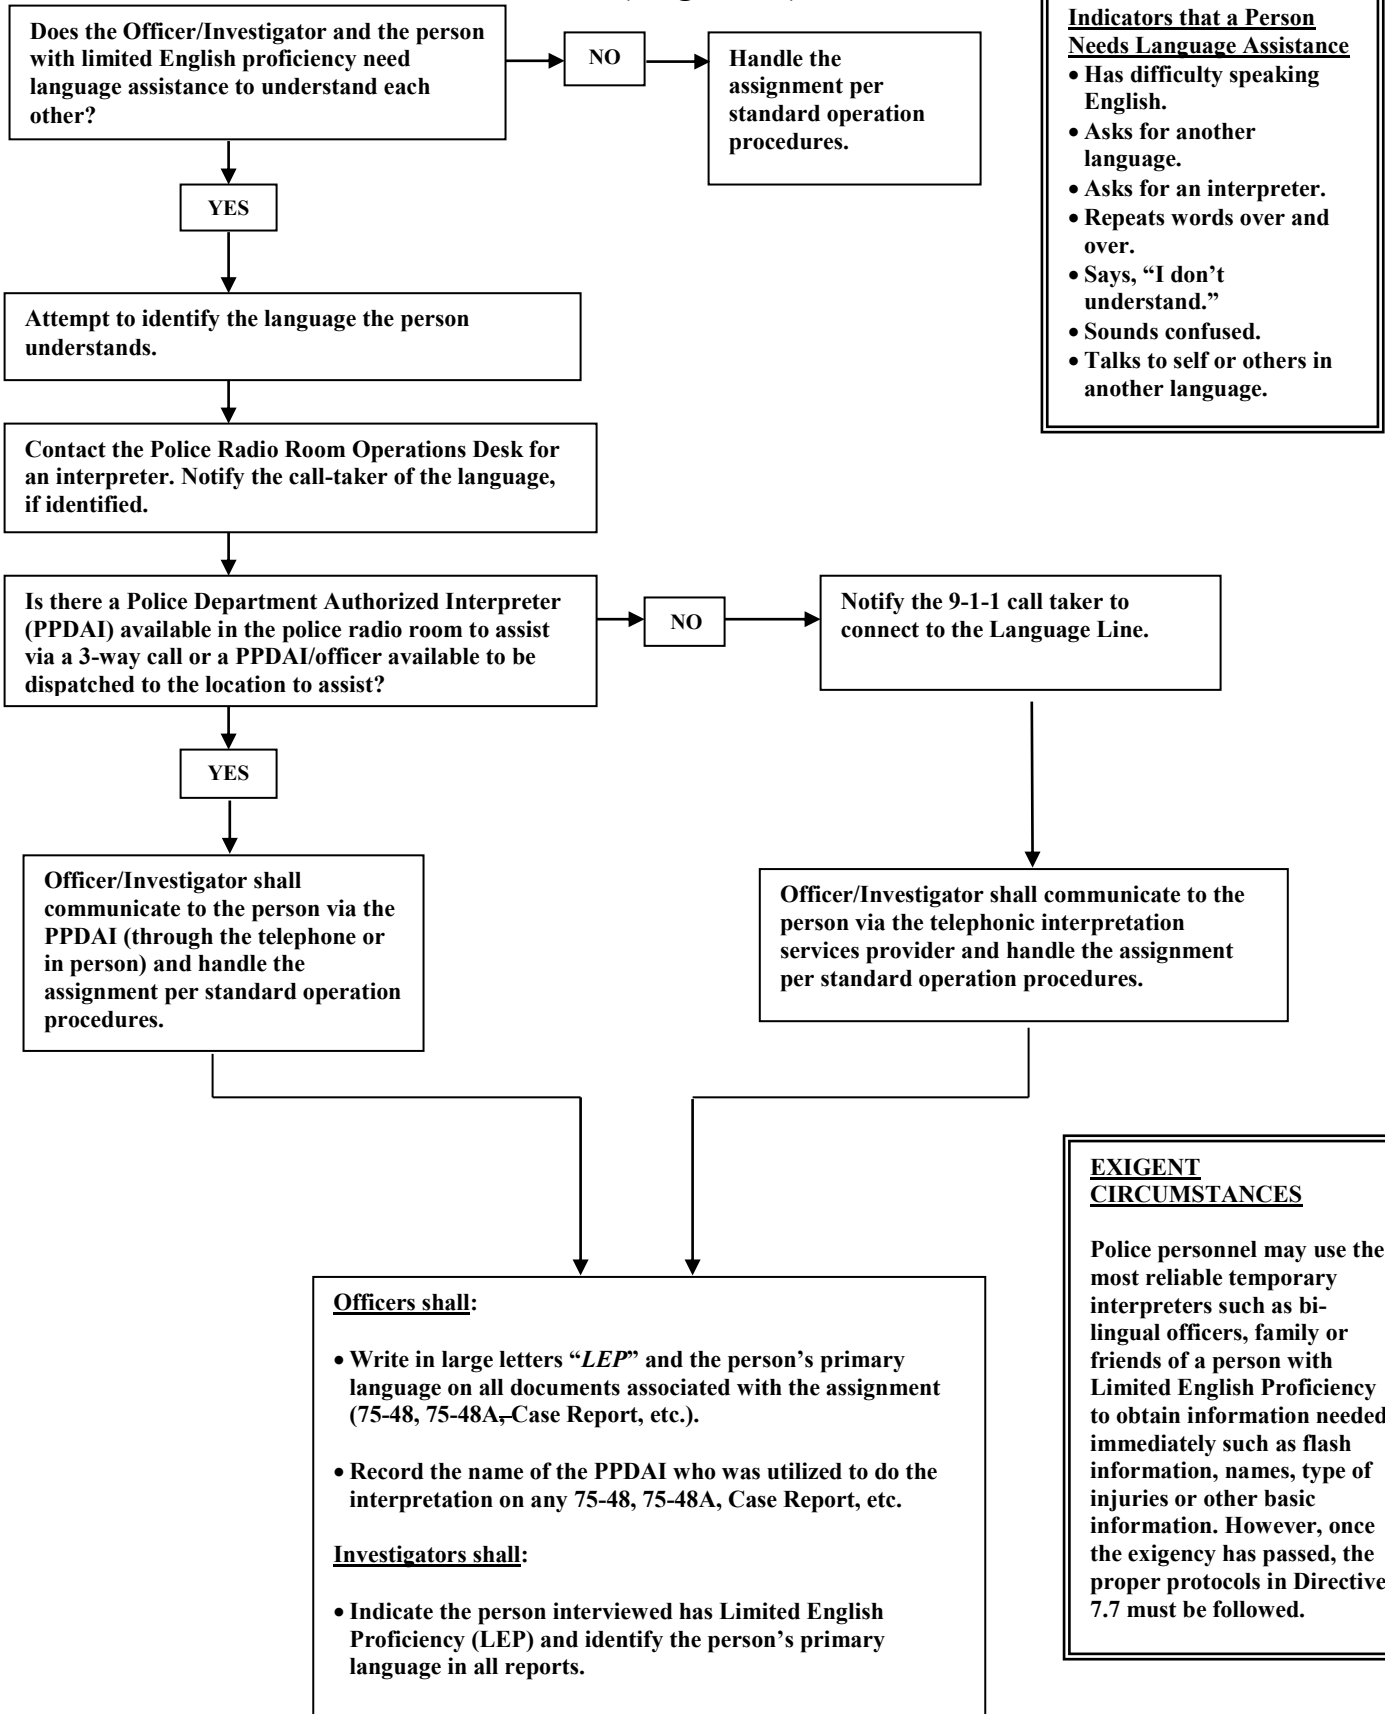 Does the Officer/Investigator and the person
with limited English proficiency need
language assistance to understand each
other?
NO
Handle the
assignment per
standard operation
procedures.
Indicators that a Person
Needs Language Assistance
• Has difficulty speaking
English.
• Asks for another
language.
• Asks for an interpreter.
• Repeats words over and
over.
• Says, “I don’t
understand.”
• Sounds confused.
• Talks to self or others in
another language.
YES
Attempt to identify the language the person
understands.
Contact the Police Radio Room Operations Desk for
an interpreter. Notify the call-taker of the language,
if identified.
Is there a Police Department Authorized Interpreter
(PPDAI) available in the police radio room to assist
via a 3-way call or a PPDAI/officer available to be
dispatched to the location to assist?
NO
Notify the 9-1-1 call taker to
connect to the Language Line.
YES
Officer/Investigator shall
communicate to the person via the
PPDAI (through the telephone or
in person) and handle the
assignment per standard operation
procedures.
Officer/Investigator shall communicate to the
person via the telephonic interpretation
services provider and handle the assignment
per standard operation procedures.
Officers shall:
• Write in large letters “LEP” and the person’s primary
language on all documents associated with the assignment
(75-48, 75-48A, Case Report, etc.).
• Record the name of the PPDAI who was utilized to do the
interpretation on any 75-48, 75-48A, Case Report, etc.
Investigators shall:
• Indicate the person interviewed has Limited English
Proficiency (LEP) and identify the person’s primary
language in all reports.
EXIGENT
CIRCUMSTANCES
Police personnel may use the
most reliable temporary
interpreters such as bi-
lingual officers, family or
friends of a person with
Limited English Proficiency
to obtain information needed
immediately such as flash
information, names, type of
injuries or other basic
information. However, once
the exigency has passed, the
proper protocols in Directive
7.7 must be followed.